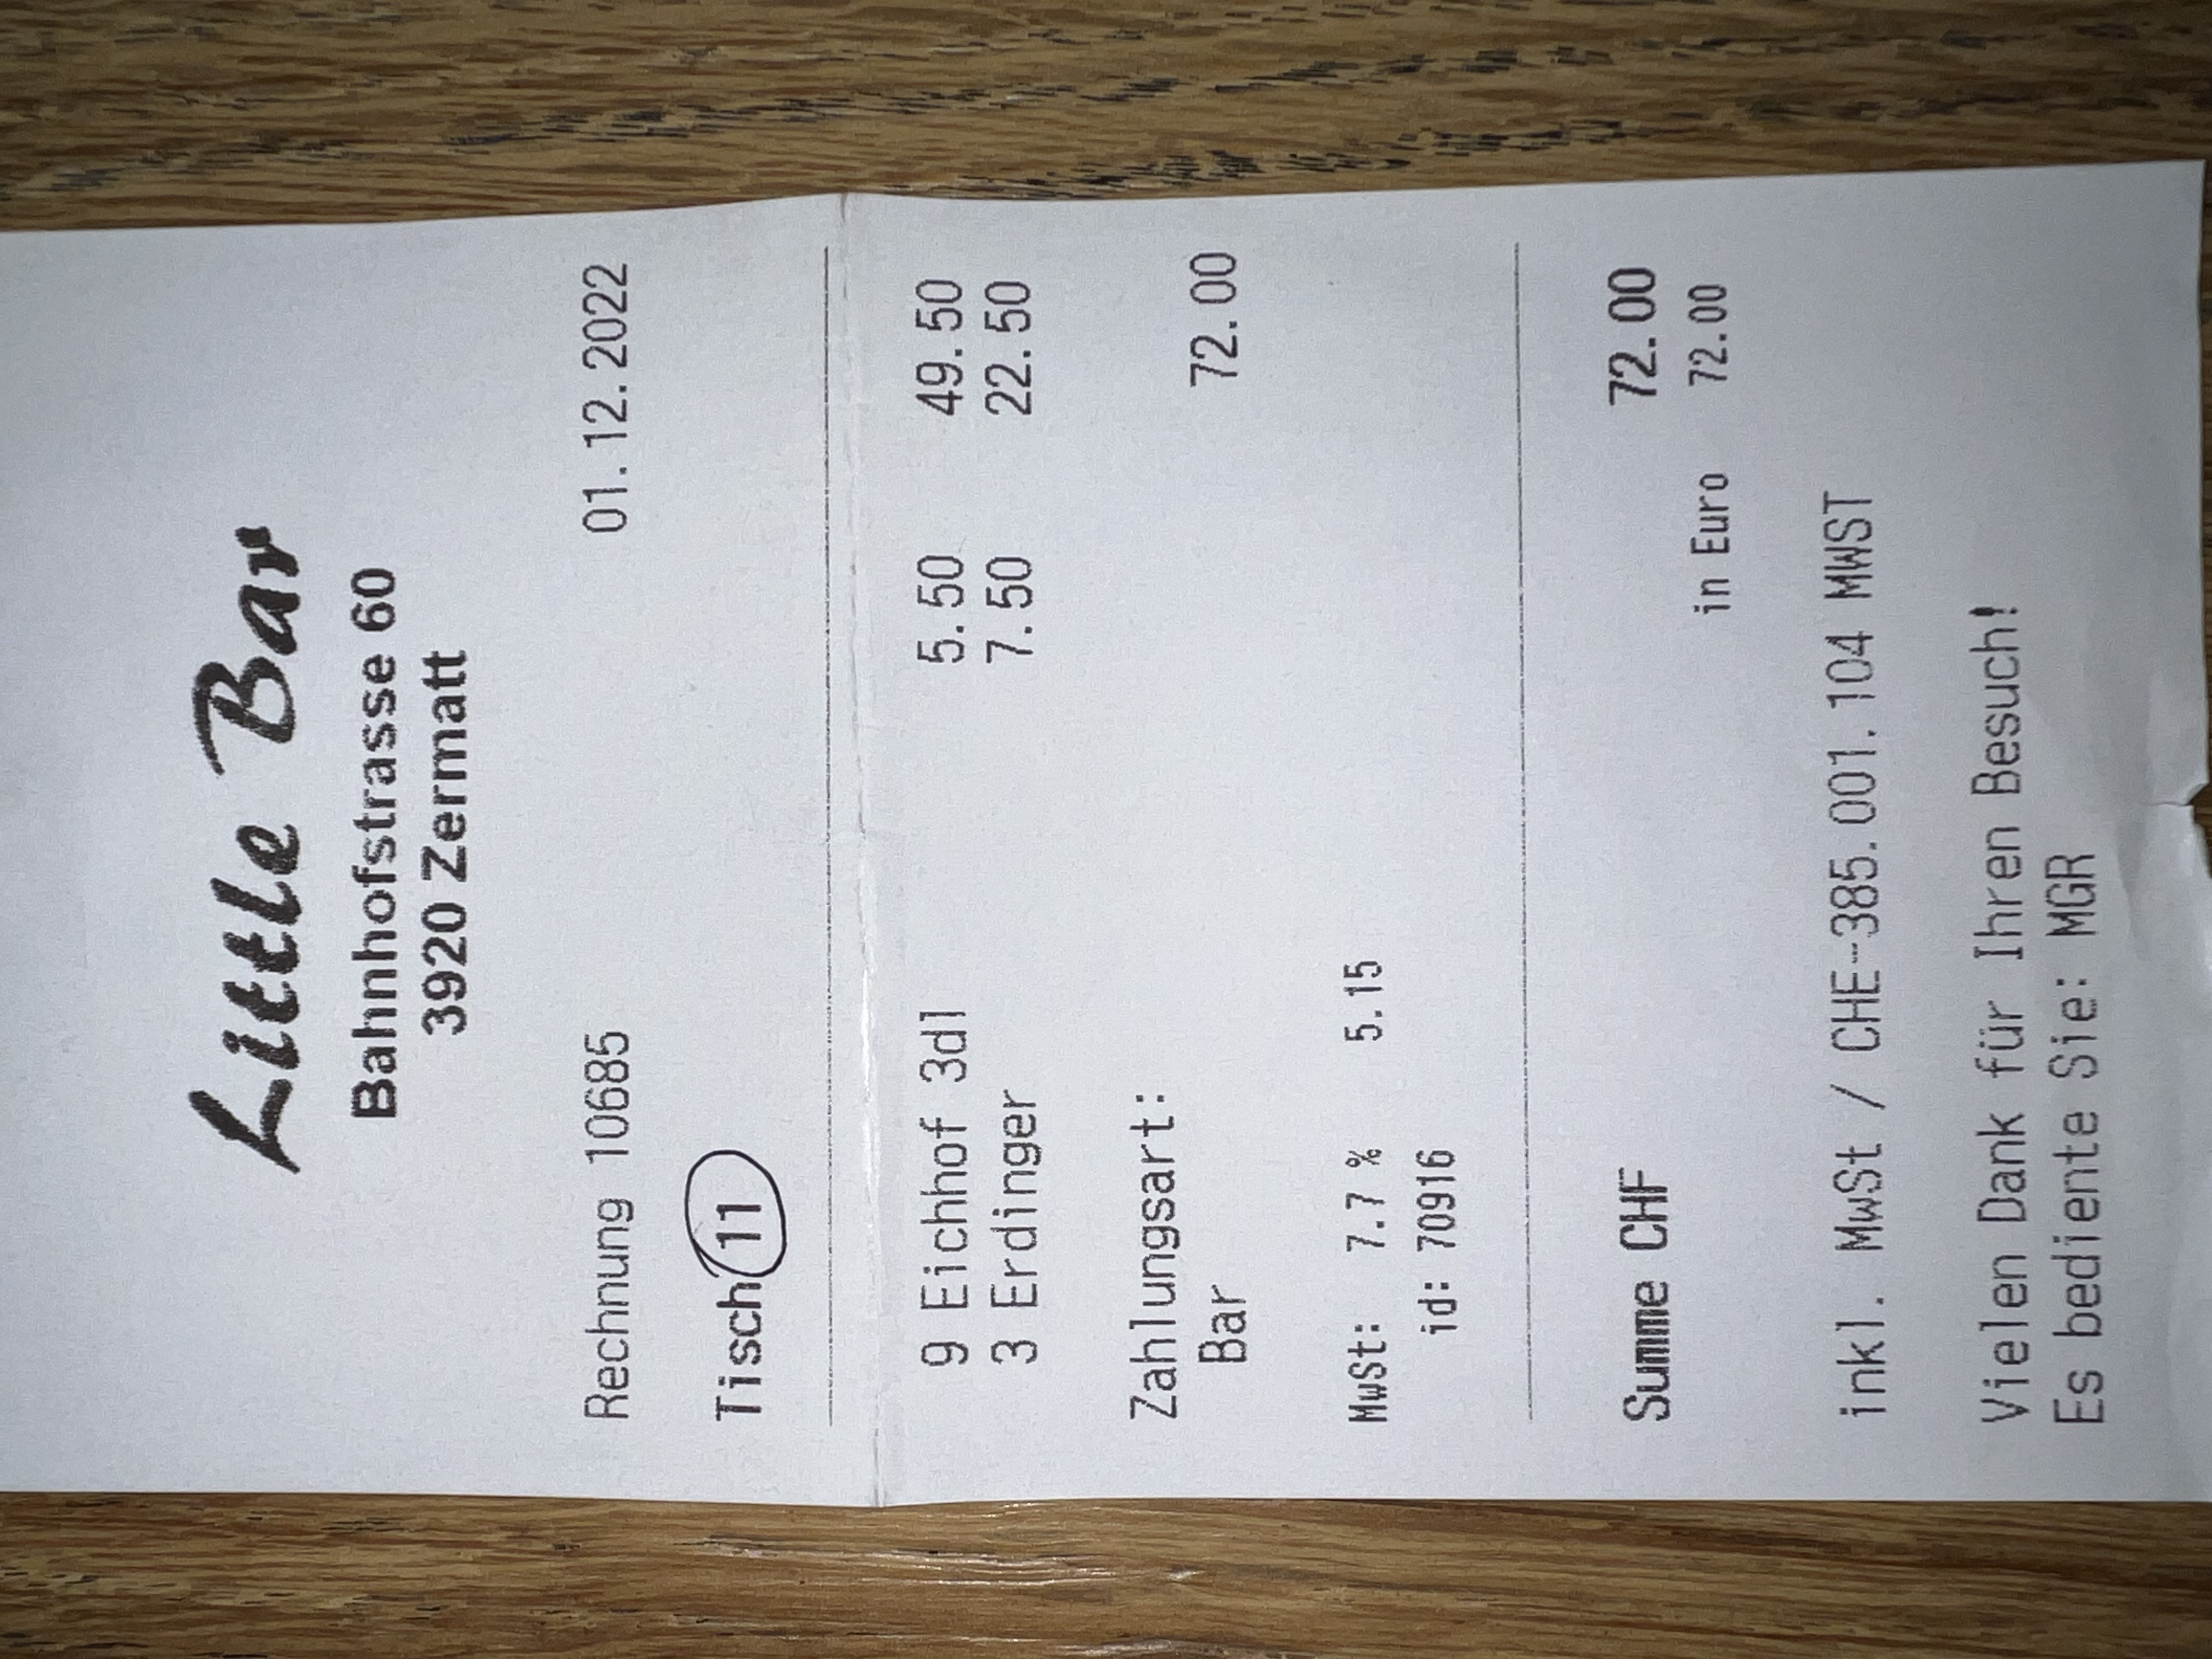 Little Bar
Bahnhofstrasse 60
3920 Zermatt
Rechnung 10685 01.12.2022
Tisch 11
9 Eichhof 3dl 5.50 49.50
3 Erdinger 7.50 22.50
Zahlungsart:
Bar 72.00
MwSt: 7.7 % 5.15
id: 70916
Summe CHF 72.00
in Euro 72.00
inkl. MwSt / CHE-385.001.104 MWST
Vielen Dank für Ihren Besuch!
Es bediente Sie: MGR